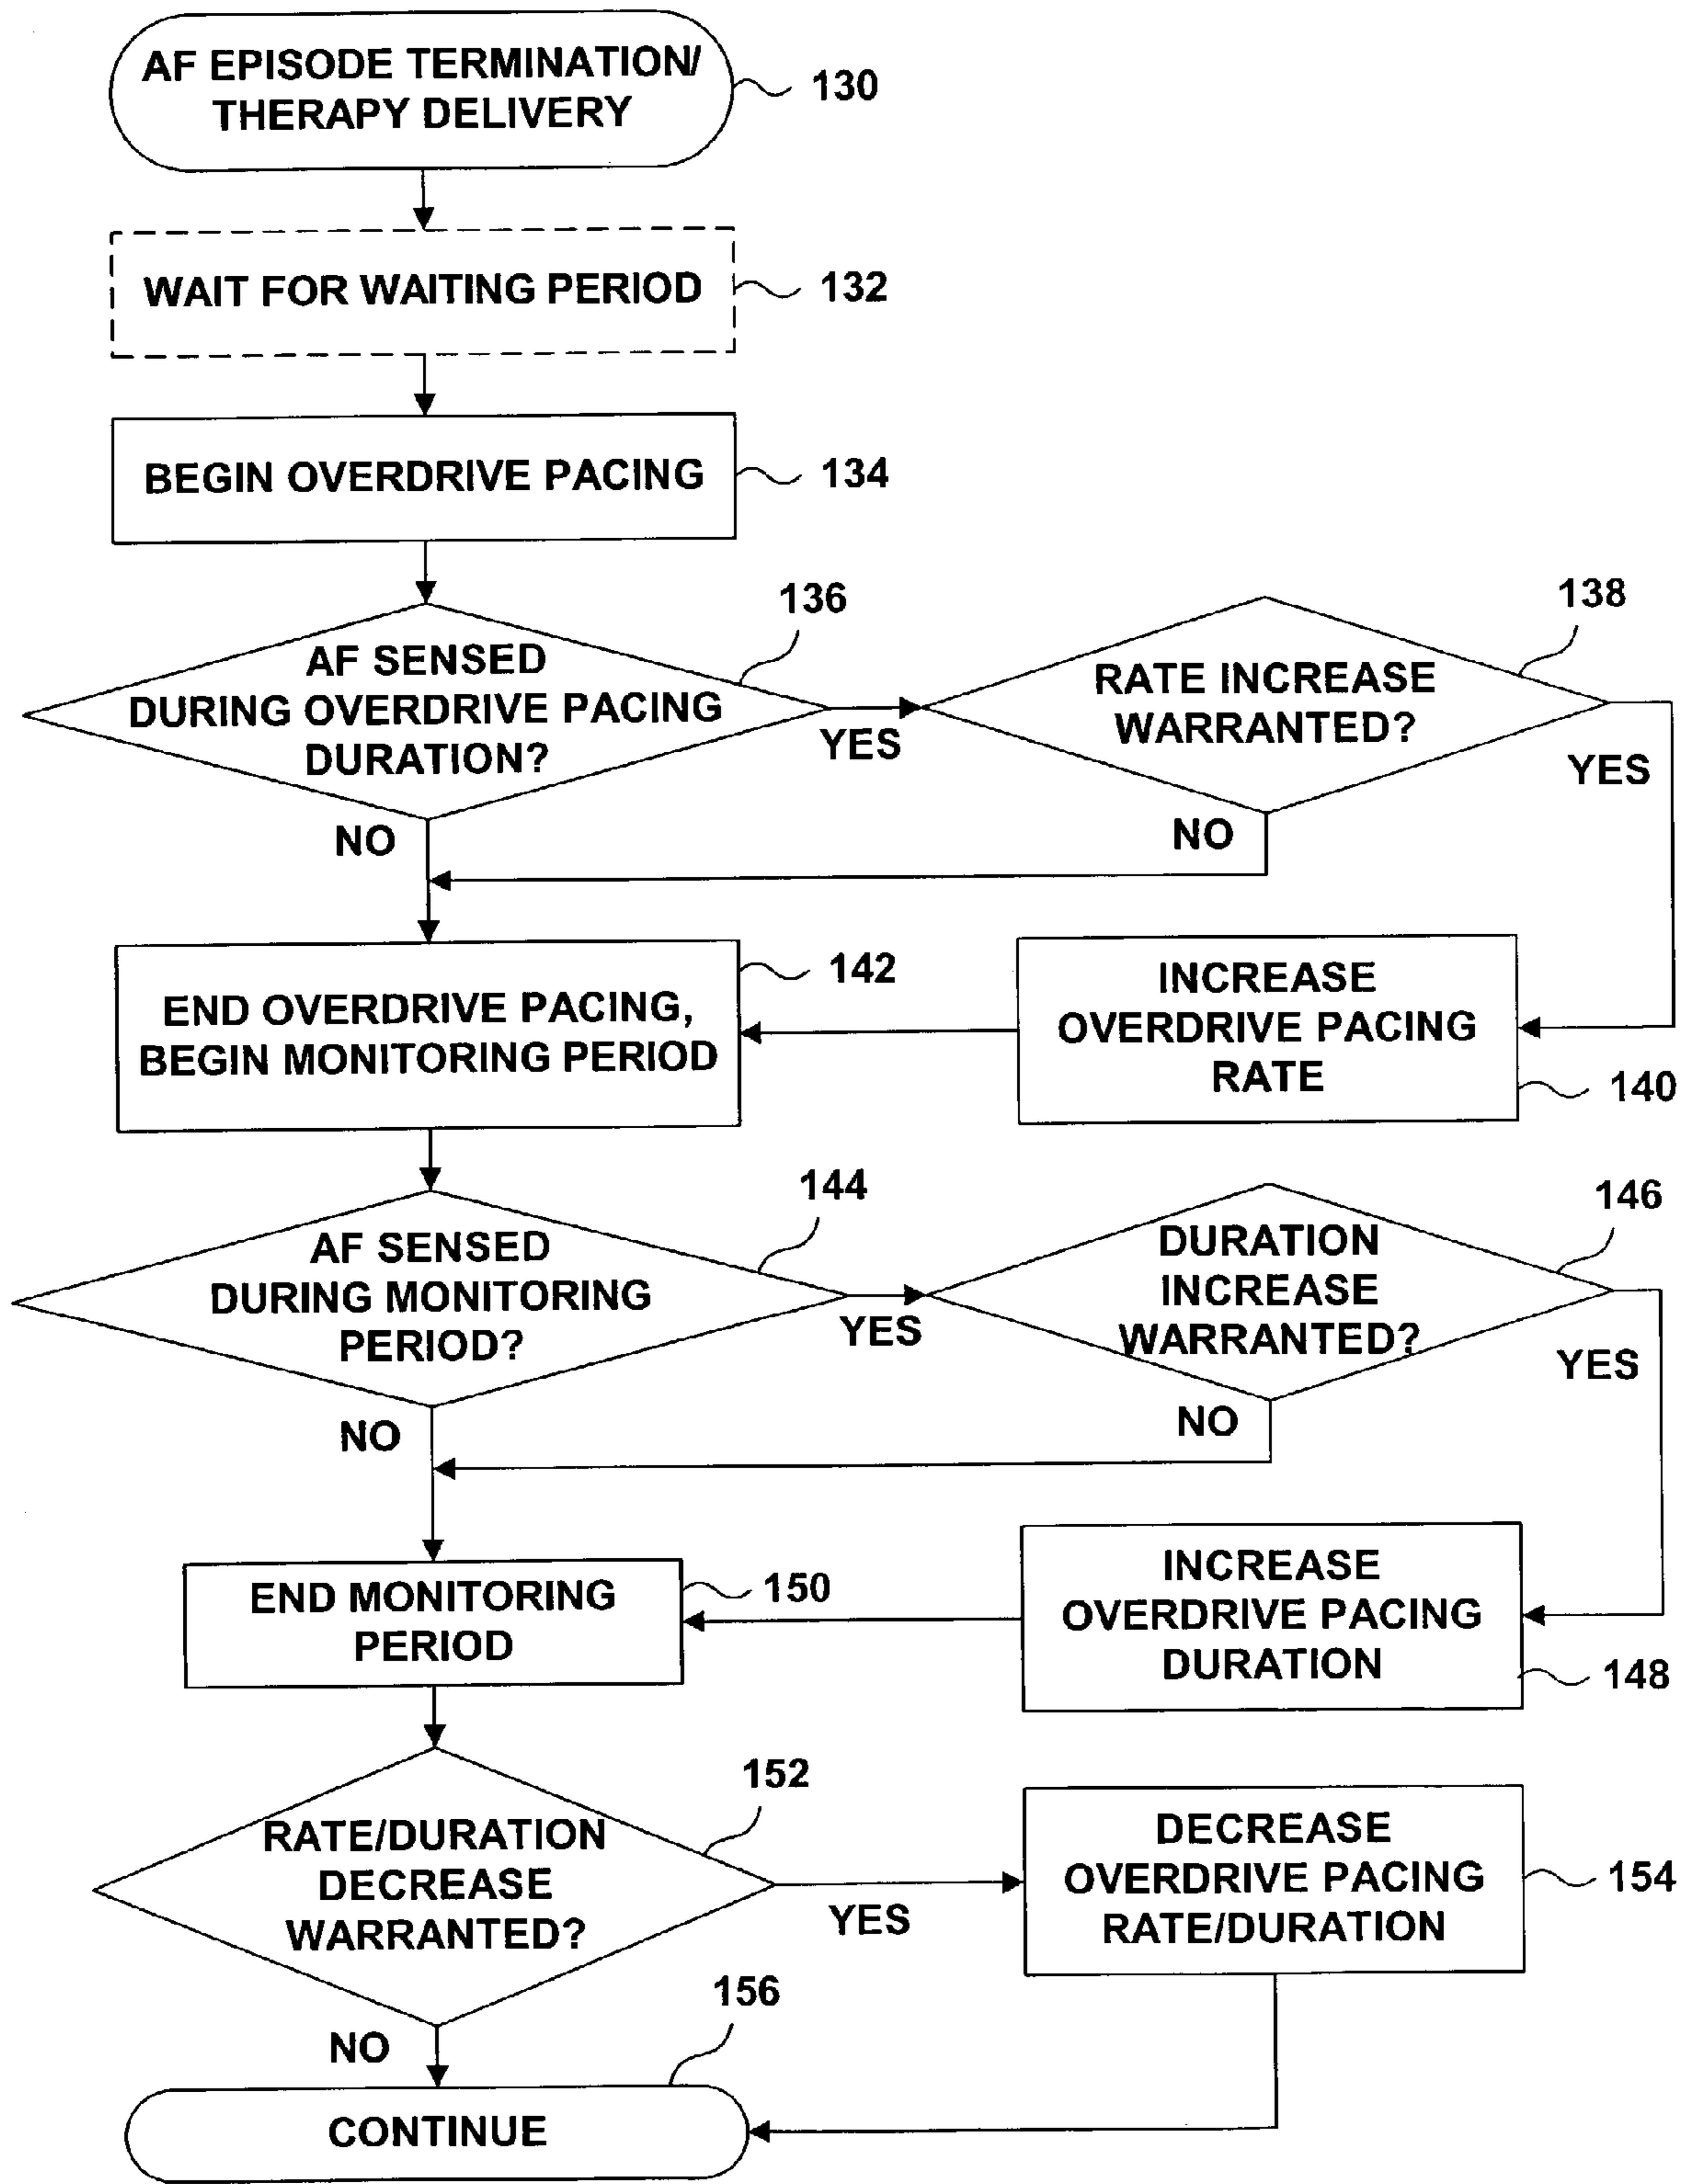 AF EPISODE TERMINATION/
THERAPY DELIVERY
130
WAIT FOR WAITING PERIOD
132
BEGIN OVERDRIVE PACING
134
AF SENSED
DURING OVERDRIVE PACING
DURATION?
136
YES
NO
RATE INCREASE
WARRANTED?
138
YES
NO
INCREASE
OVERDRIVE PACING
RATE
140
END OVERDRIVE PACING,
BEGIN MONITORING PERIOD
142
AF SENSED
DURING MONITORING
PERIOD?
144
YES
NO
DURATION
INCREASE
WARRANTED?
146
YES
NO
INCREASE
OVERDRIVE PACING
DURATION
148
END MONITORING
PERIOD
150
RATE/DURATION
DECREASE
WARRANTED?
152
YES
NO
DECREASE
OVERDRIVE PACING
RATE/DURATION
154
CONTINUE
156